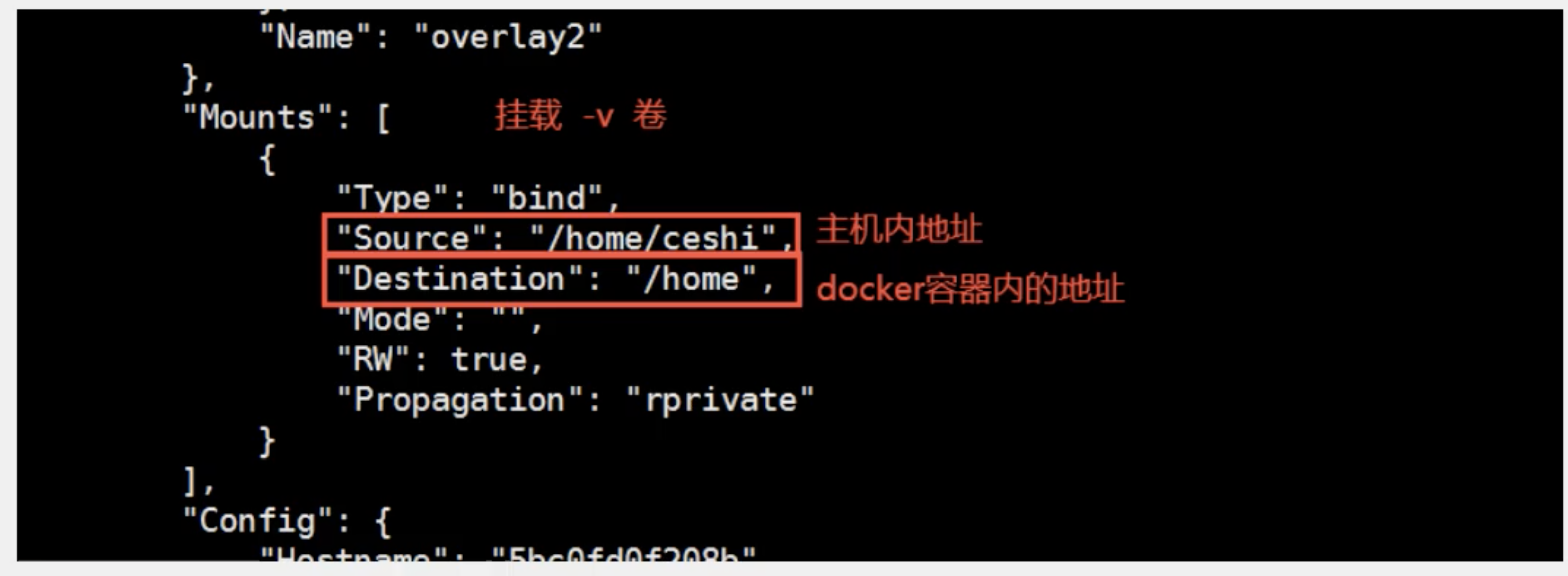 },
"Name": "overlay2"
},
"Mounts": [ 挂载 -v 卷
{
"Type": "bind",
"Source": "/home/ceshi", 主机内地址
"Destination": "/home", docker容器内的地址
"Mode": "",
"RW": true,
"Propagation": "rprivate"
}
],
"Config": {
"Hostname": "5bc0fd0f208b"